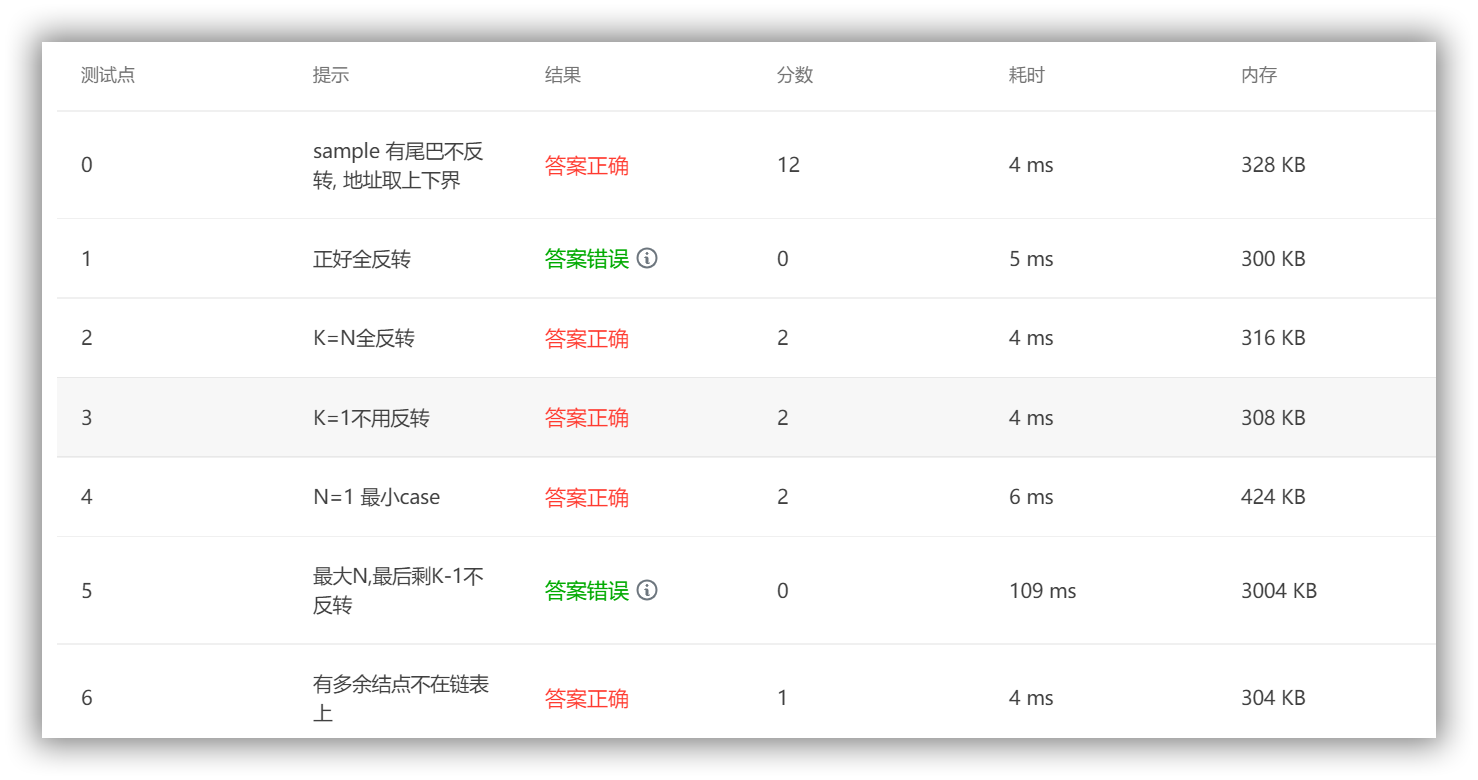 测试点 提示 结果 分数 耗时 内存
0 sample 有尾巴不反转, 地址取上下界 答案正确 12 4 ms 328 KB
1 正好全反转 答案错误 0 5 ms 300 KB
2 K=N全反转 答案正确 2 4 ms 316 KB
3 K=1不用反转 答案正确 2 4 ms 308 KB
4 N=1 最小case 答案正确 2 6 ms 424 KB
5 最大N,最后剩K-1不反转 答案错误 0 109 ms 3004 KB
6 有多余结点不在链表上 答案正确 1 4 ms 304 KB